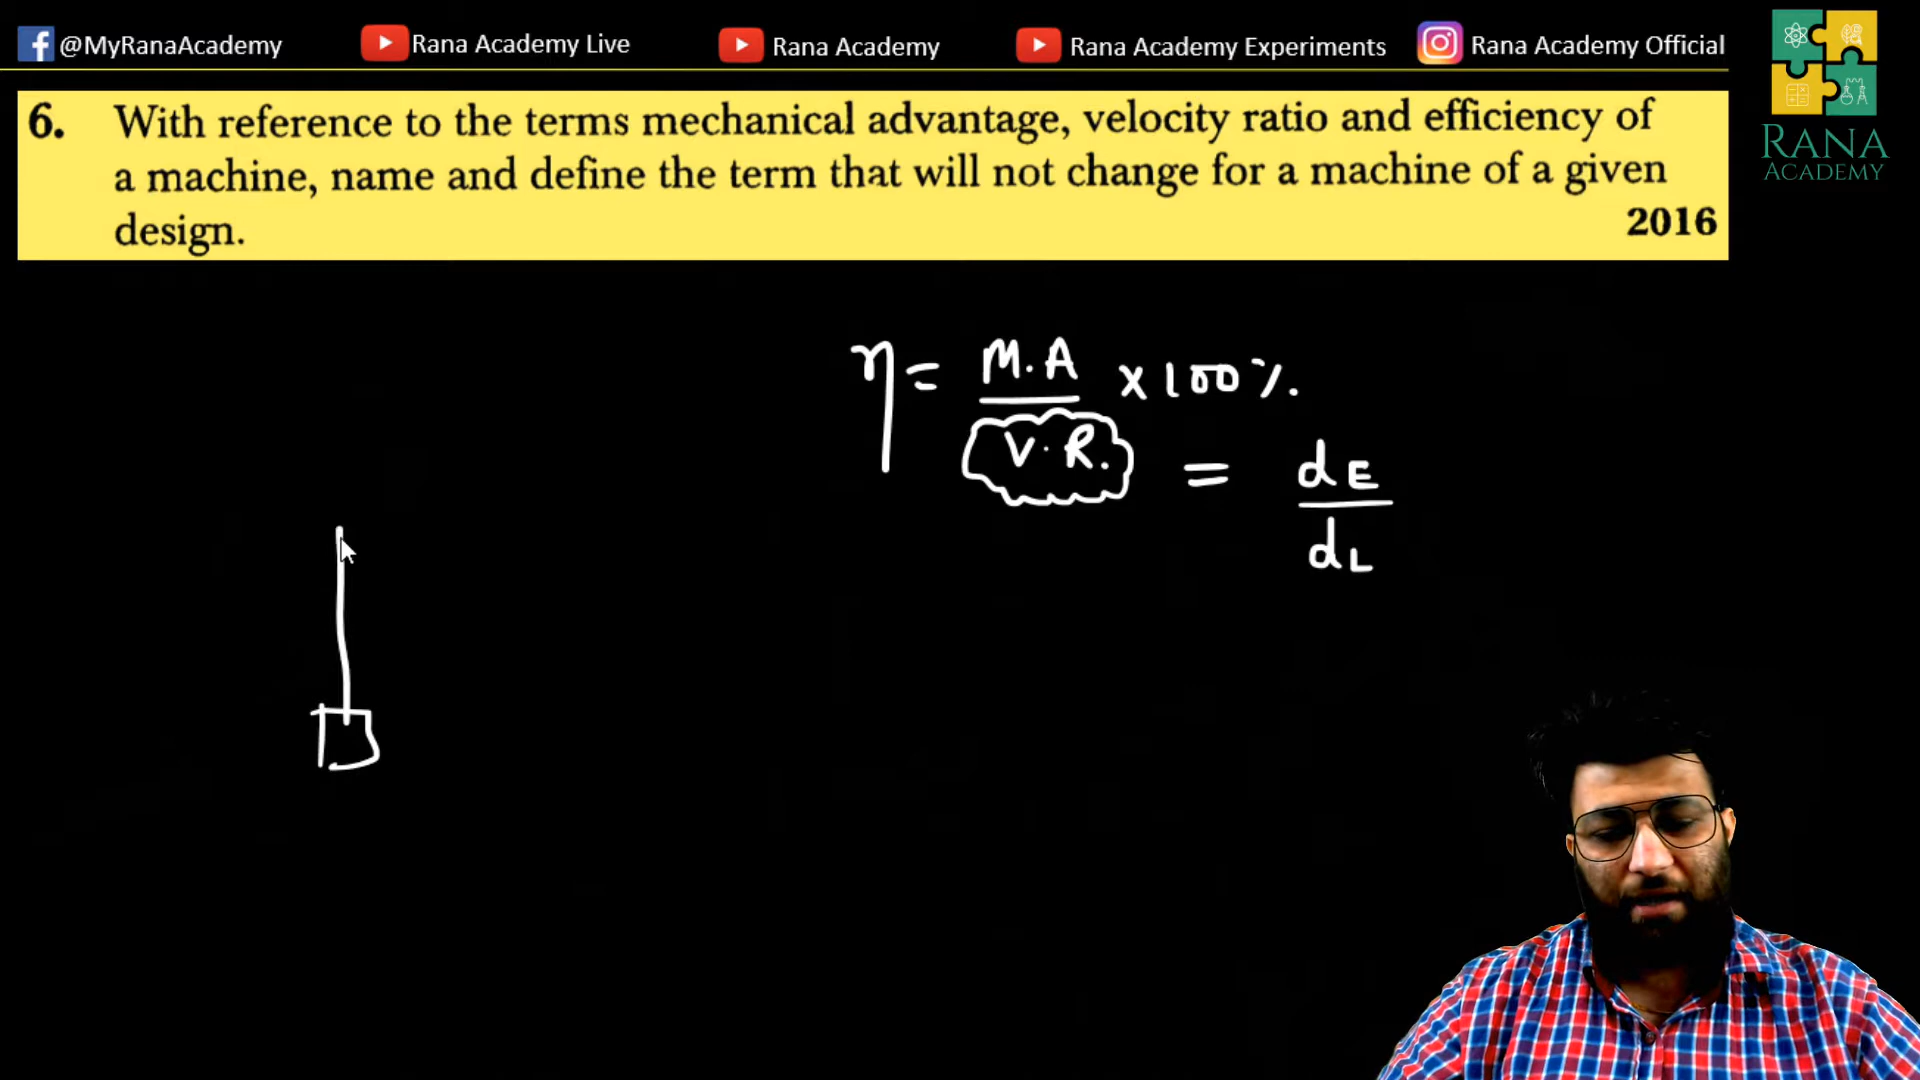 @MyRanaAcademy Rana Academy Live Rana Academy Rana Academy Experiments Rana Academy Official
RANA
ACADEMY
6. With reference to the terms mechanical advantage, velocity ratio and efficiency of
a machine, name and define the term that will not change for a machine of a given
design. 2016
η = M.A / V.R. × 100%.
= dE / dL